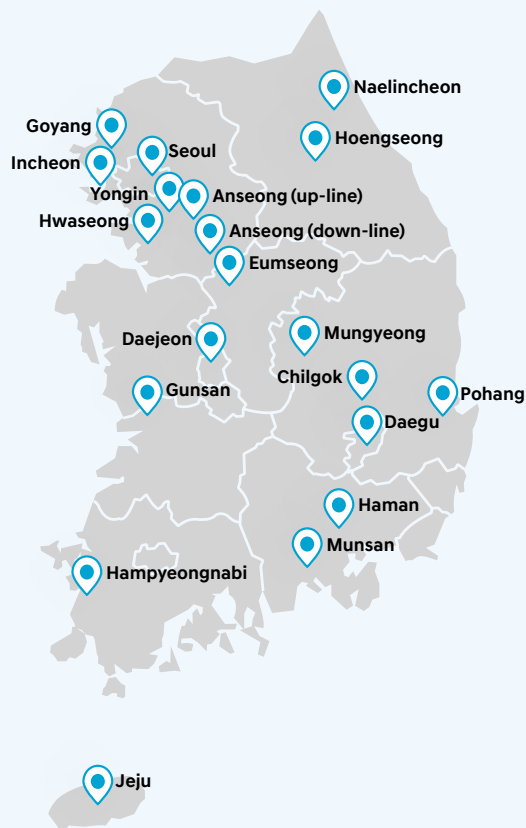 Naelincheon
Goyang
Hoengseong
Seoul
Incheon
Yongin
Anseong (up-line)
Hwaseong
Anseong (down-line)
Eumseong
Daejeon
Mungyeong
Chilgok
Gunsan
Pohang
Daegu
Haman
Munsan
Hampyeongnabi
Jeju